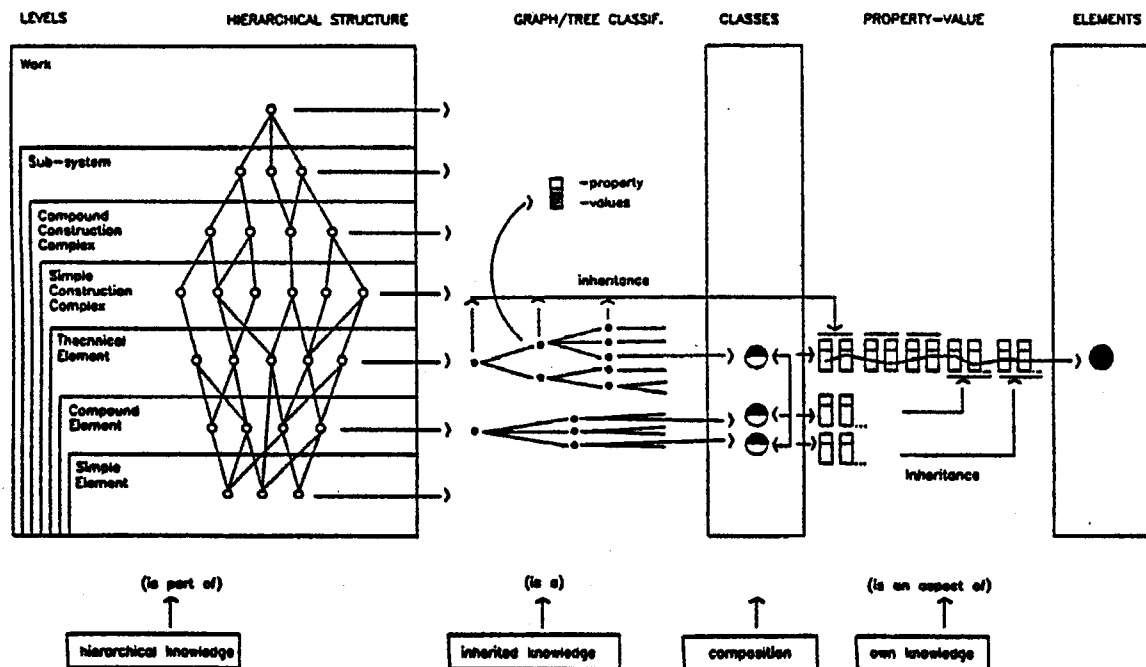 LEVELS
HIERARCHICAL STRUCTURE
GRAPH/TREE CLASSIF.
CLASSES
PROPERTY-VALUE
ELEMENTS
Work
Sub-system
Compound
Construction
Complex
Simple
Construction
Complex
Thechnical
Element
Compound
Element
Simple
Element
-property
-values
inheritance
...
...
Inheritance
(is part of)
(is a)
(is an aspect of)
hierarchical knowledge
inherited knowledge
composition
own knowledge